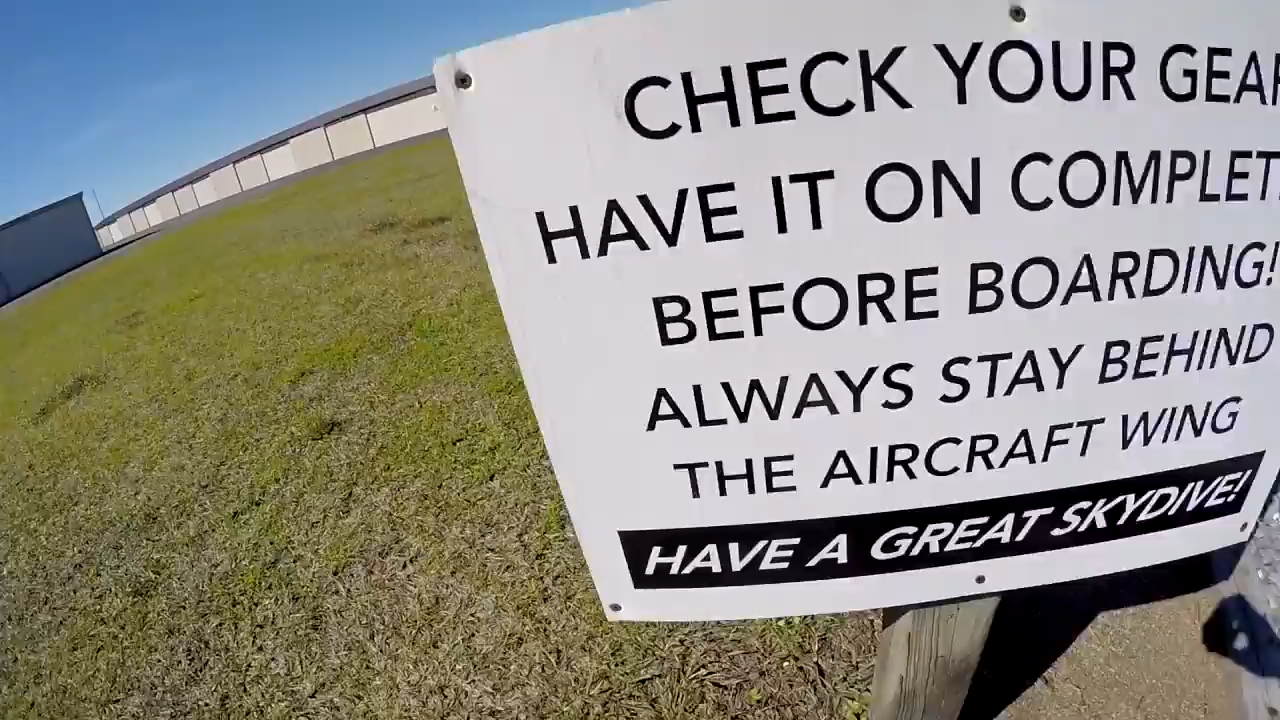 CHECK YOUR GEAR
HAVE IT ON COMPLET
BEFORE BOARDING!
ALWAYS STAY BEHIND
THE AIRCRAFT WING
HAVE A GREAT SKYDIVE!